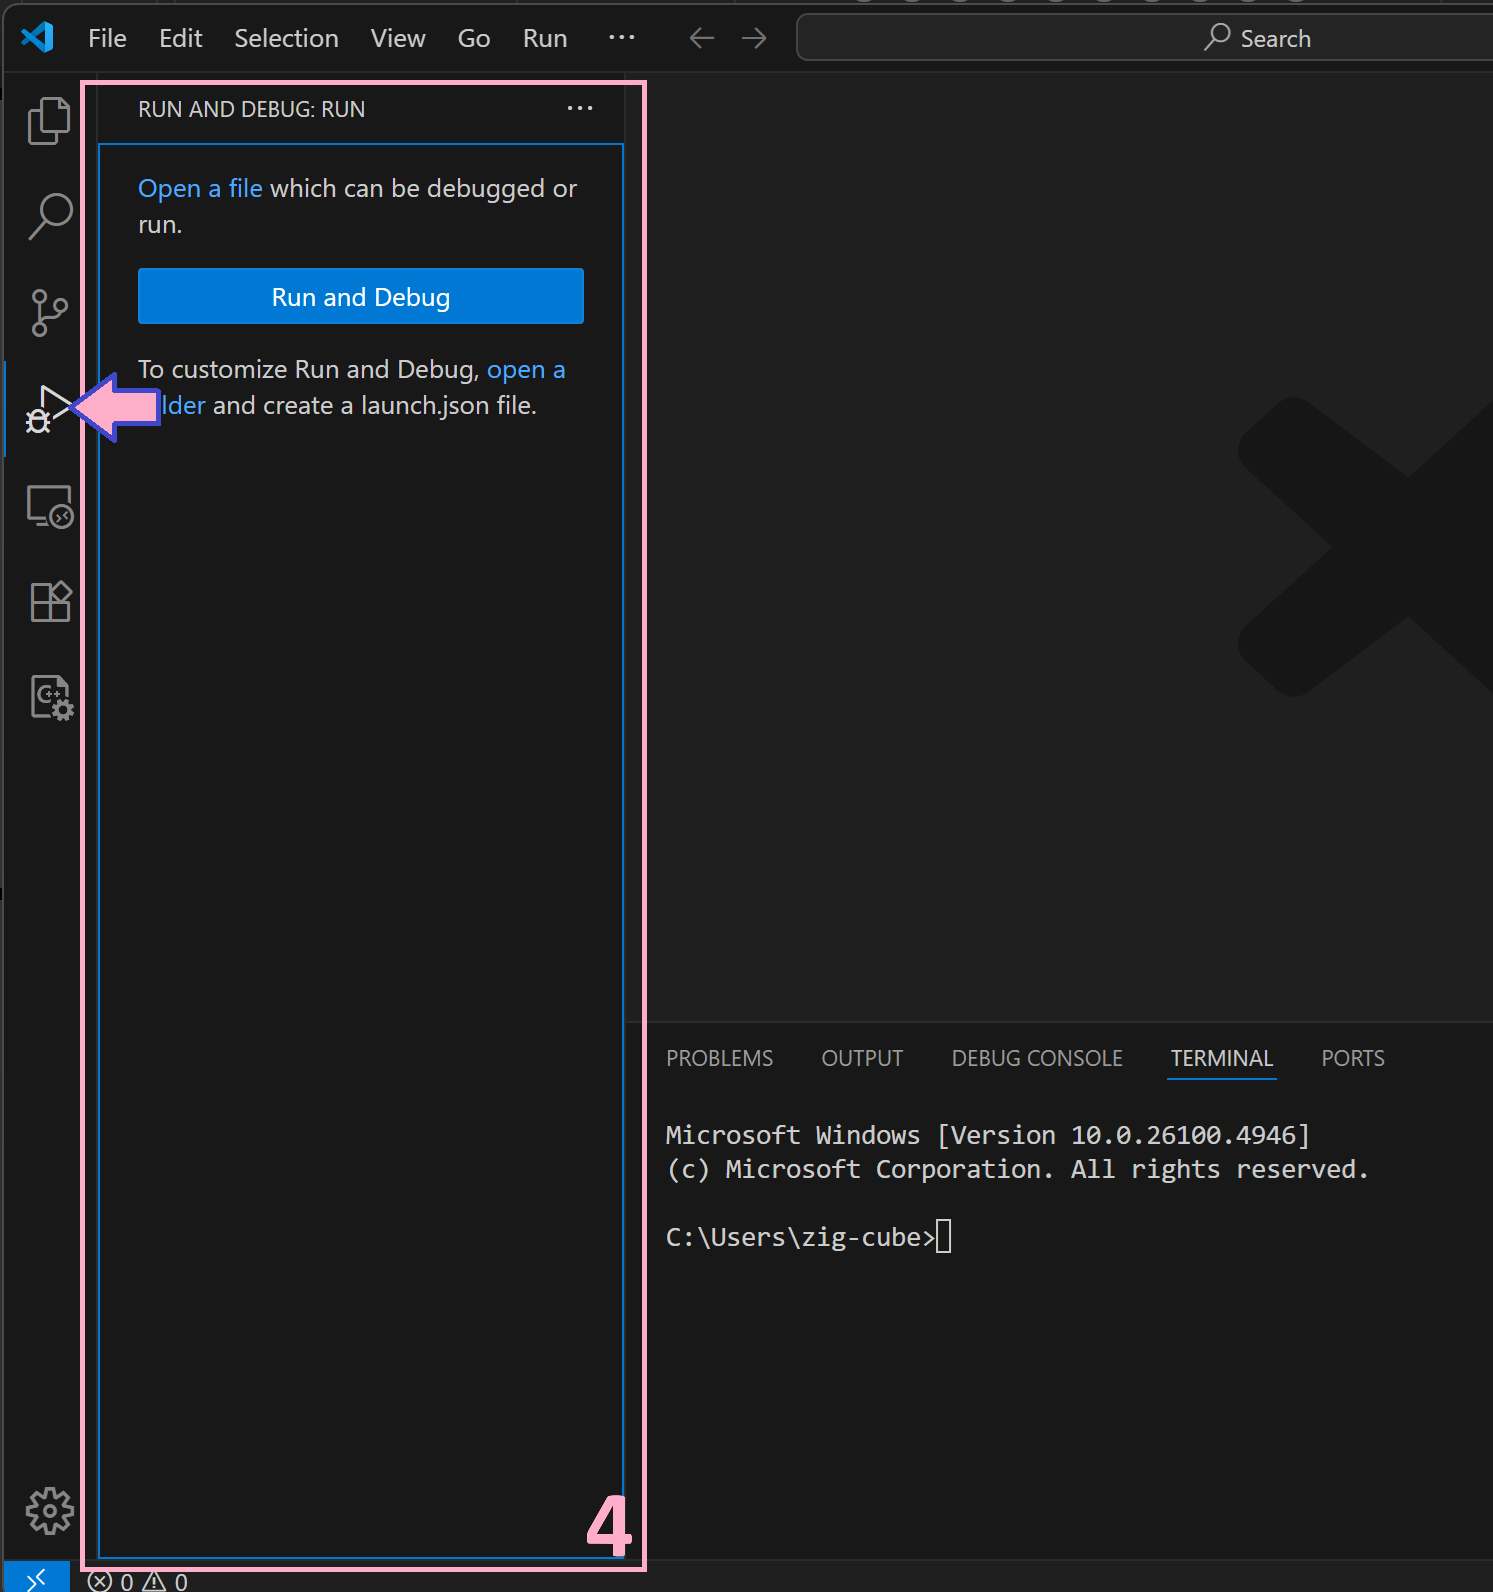 File Edit Selection View Go Run ··· Search
RUN AND DEBUG: RUN ···
Open a file which can be debugged or
run.
Run and Debug
To customize Run and Debug, open a
lder and create a launch.json file.
C++
4
PROBLEMS OUTPUT DEBUG CONSOLE TERMINAL PORTS
Microsoft Windows [Version 10.0.26100.4946]
(c) Microsoft Corporation. All rights reserved.
C:\Users\zig-cube>
0 0